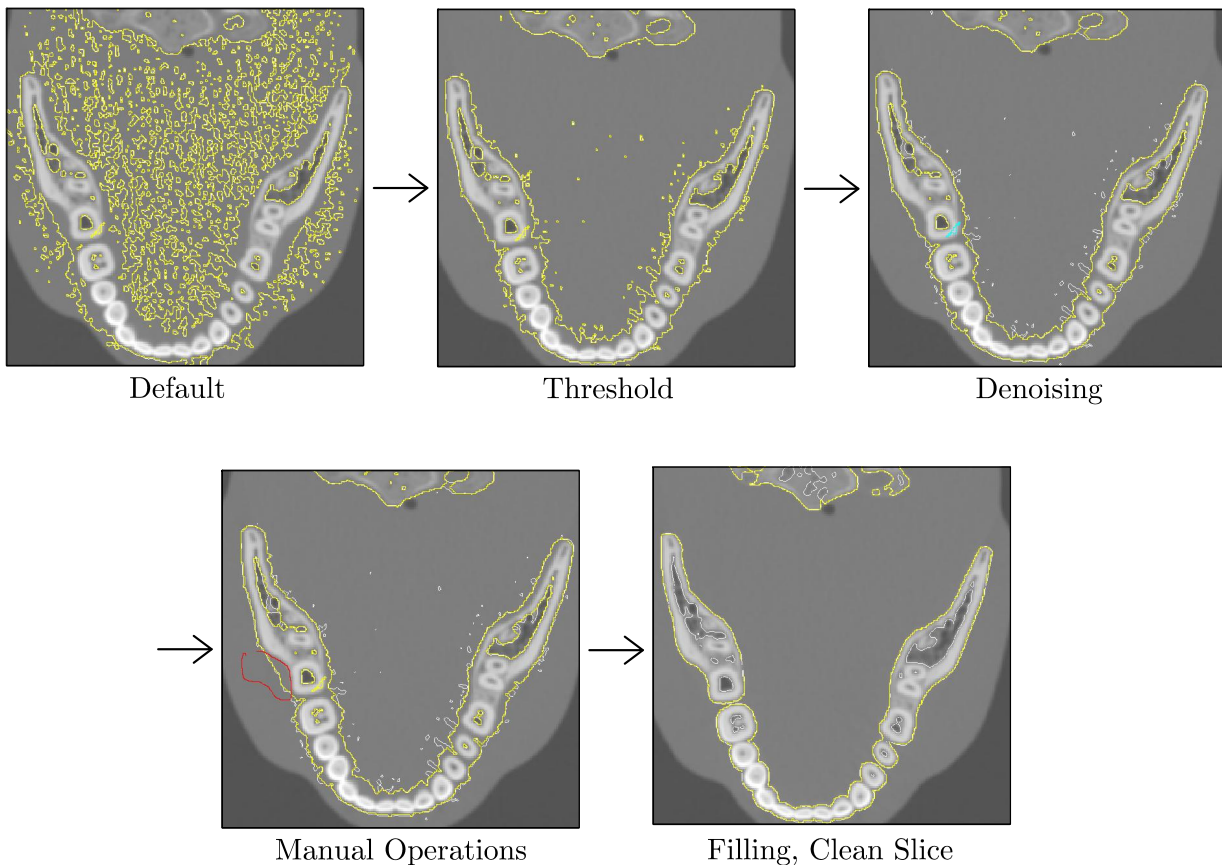 Default
Threshold
Denoising
Manual Operations
Filling, Clean Slice